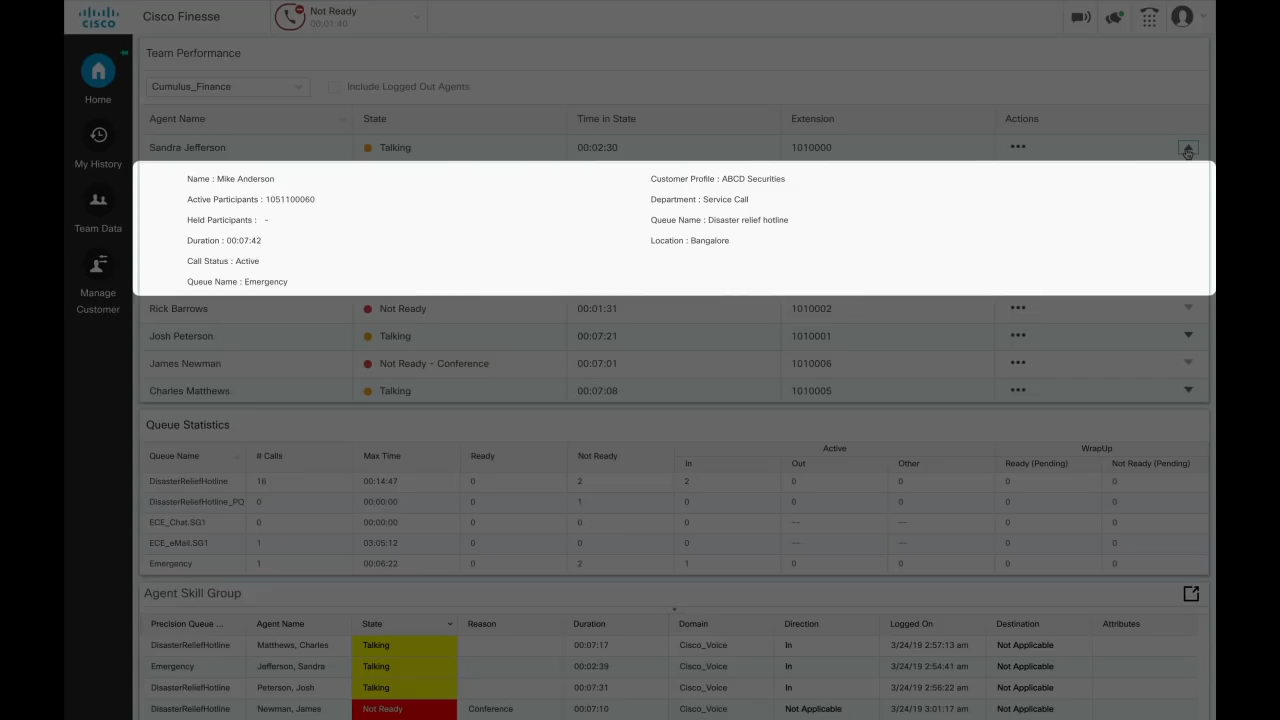 CISCO
Cisco Finesse
Not Ready
00:01:40
Home
My History
Team Data
Manage
Customer
Team Performance
Cumulus_Finance
Include Logged Out Agents
Agent Name State Time in State Extension Actions
Sandra Jefferson Talking 00:02:30 1010000
Name : Mike Anderson Customer Profile : ABCD Securities
Active Participants : 1051100060 Department : Service Call
Held Participants : - Queue Name : Disaster relief hotline
Duration : 00:07:42 Location : Bangalore
Call Status : Active
Queue Name : Emergency
Rick Barrows Not Ready 00:01:31 1010002
Josh Peterson Talking 00:07:21 1010001
James Newman Not Ready - Conference 00:07:01 1010006
Charles Matthews Talking 00:07:08 1010005
Queue Statistics
Active WrapUp
Queue Name # Calls Max Time Ready Not Ready In Out Other Ready (Pending) Not Ready (Pending)
DisasterReliefHotline 16 00:14:47 0 2 2 0 0 0 0
DisasterReliefHotline_PQ 0 00:00:00 0 1 0 0 0 0 0
ECE_Chat.SG1 0 00:00:00 0 0 0 -- -- 0 0
ECE_eMail.SG1 1 03:05:12 0 0 0 -- -- 0 0
Emergency 1 00:06:22 0 2 1 0 0 0 0
Agent Skill Group
Precision Queue ... Agent Name State Reason Duration Domain Direction Logged On Destination Attributes
DisasterReliefHotline Matthews, Charles Talking 00:07:17 Cisco_Voice In 3/24/19 2:57:13 am Not Applicable
Emergency Jefferson, Sandra Talking 00:02:39 Cisco_Voice In 3/24/19 2:54:41 am Not Applicable
DisasterReliefHotline Peterson, Josh Talking 00:07:31 Cisco_Voice In 3/24/19 2:56:22 am Not Applicable
DisasterReliefHotline Newman, James Not Ready Conference 00:07:10 Cisco_Voice Not Applicable 3/24/19 3:01:17 am Not Applicable